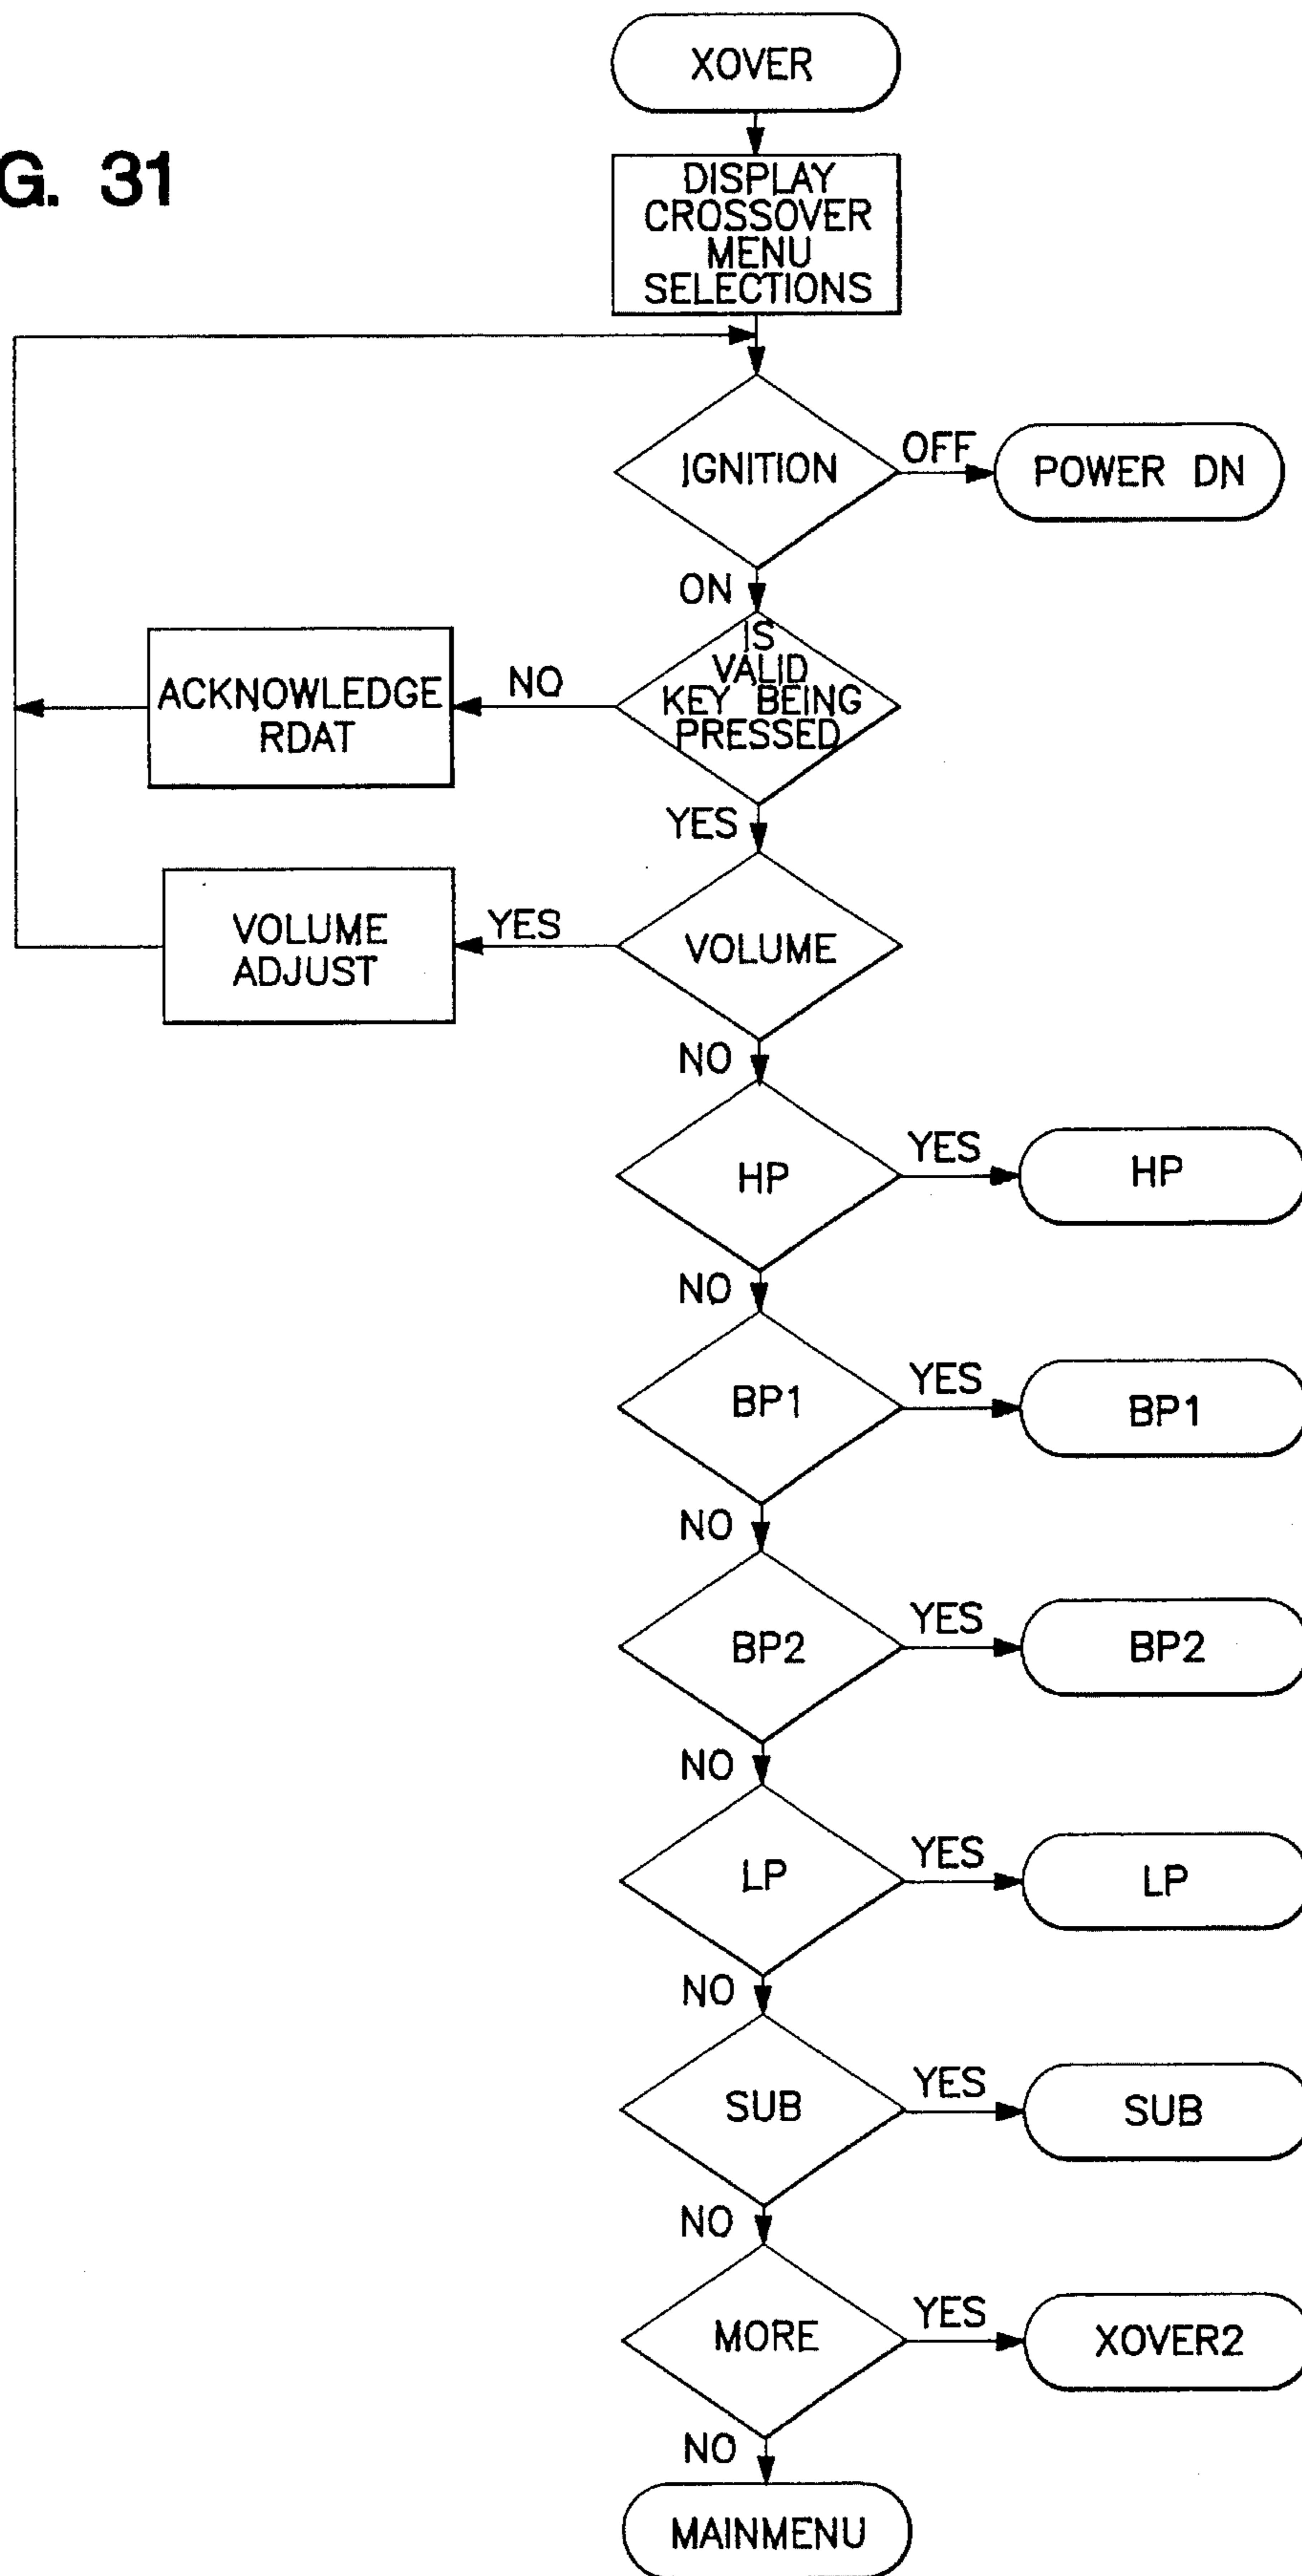 G. 31
XOVER
DISPLAY
CROSSOVER
MENU
SELECTIONS
IGNITION
OFF
POWER DN
ON
IS
VALID
KEY BEING
PRESSED
NO
ACKNOWLEDGE
RDAT
YES
VOLUME
YES
VOLUME
ADJUST
NO
HP
YES
HP
NO
BP1
YES
BP1
NO
BP2
YES
BP2
NO
LP
YES
LP
NO
SUB
YES
SUB
NO
MORE
YES
XOVER2
NO
MAINMENU